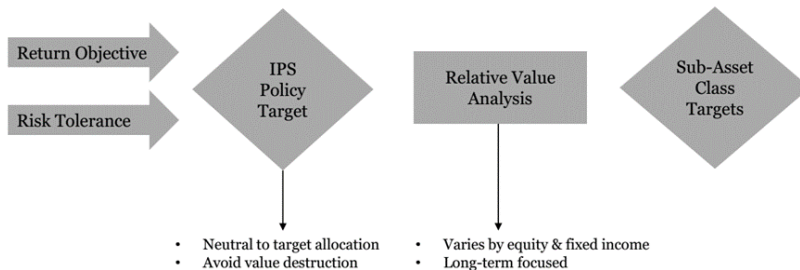 Return Objective
Risk Tolerance
IPS
Policy
Target
Relative Value
Analysis
Sub-Asset
Class
Targets
• Neutral to target allocation
• Avoid value destruction
• Varies by equity & fixed income
• Long-term focused